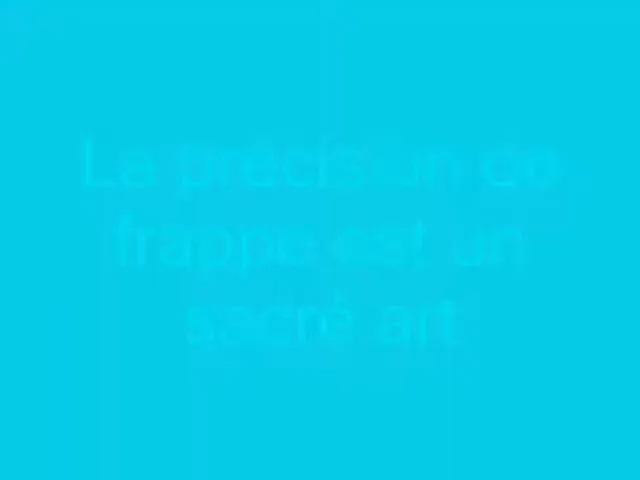 La précision de
frappe est un
sacré art